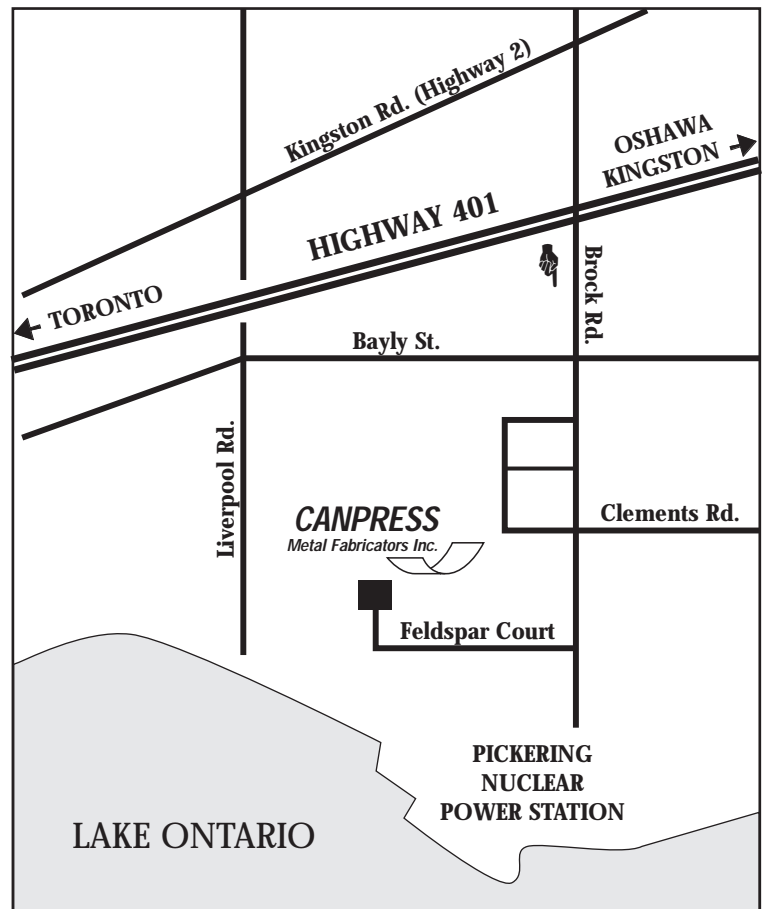 Kingston Rd. (Highway 2)
OSHAWA
KINGSTON
HIGHWAY 401
TORONTO
Brock Rd.
Bayly St.
Liverpool Rd.
CANPRESS
Metal Fabricators Inc.
Clements Rd.
Feldspar Court
PICKERING
NUCLEAR
POWER STATION
LAKE ONTARIO